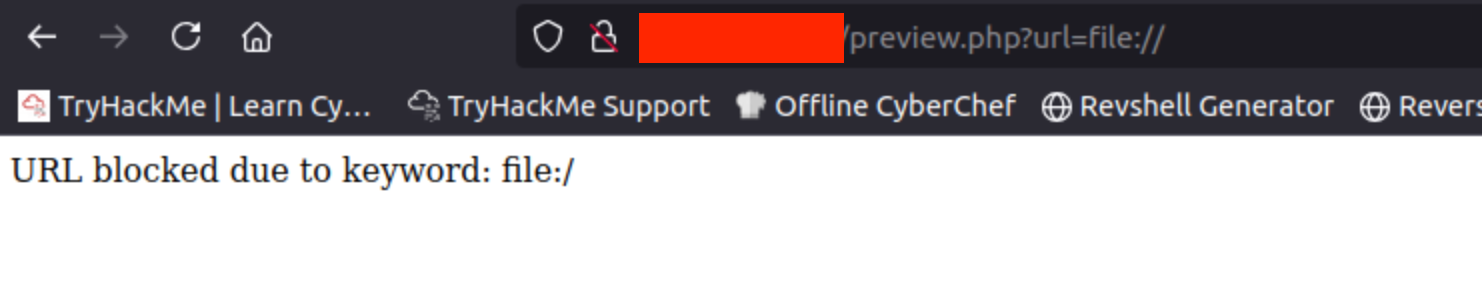 /preview.php?url=file://
TryHackMe | Learn Cy... TryHackMe Support Offline CyberChef Revshell Generator Revers
URL blocked due to keyword: file:/